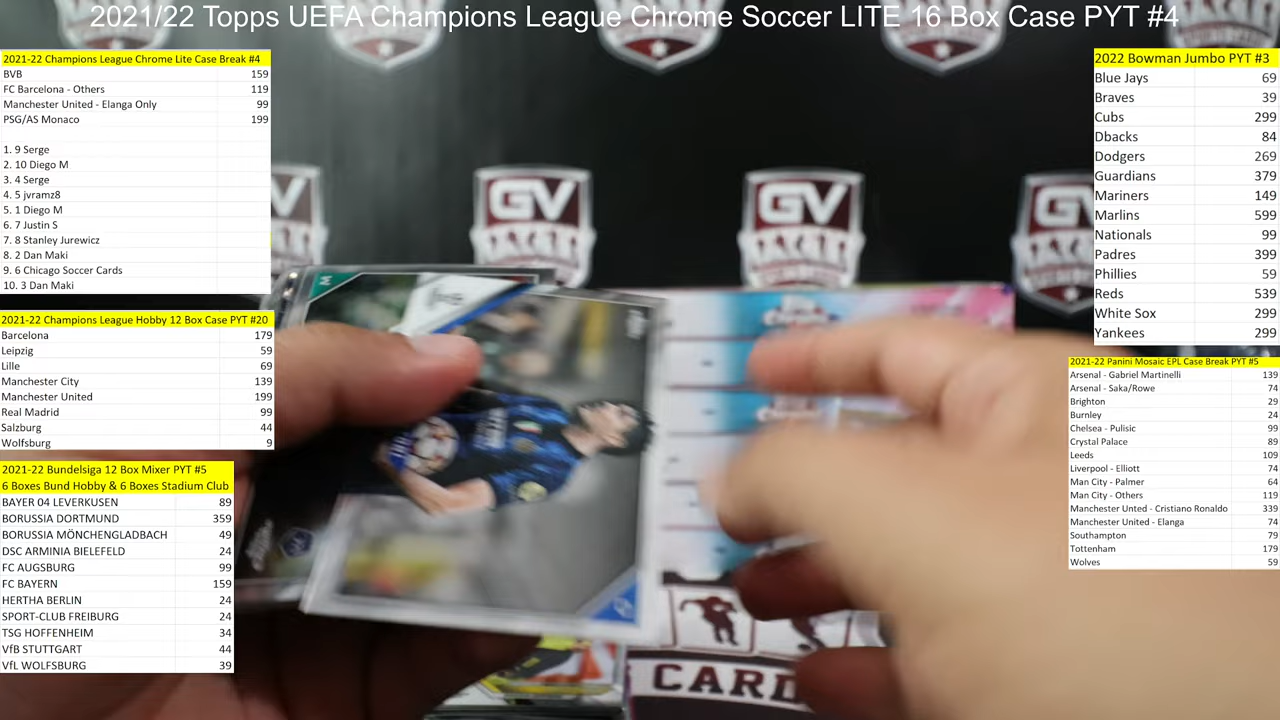 2021/22 Topps UEFA Champions League Chrome Soccer LITE 16 Box Case PYT #4
2021-22 Champions League Chrome Lite Case Break #4
BVB 159
FC Barcelona - Others 119
Manchester United - Elanga Only 99
PSG/AS Monaco 199
1. 9 Serge
2. 10 Diego M
3. 4 Serge
4. 5 jvramz8
5. 1 Diego M
6. 7 Justin S
7. 8 Stanley Jurewicz
8. 2 Dan Maki
9. 6 Chicago Soccer Cards
10. 3 Dan Maki
2021-22 Champions League Hobby 12 Box Case PYT #20
Barcelona 179
Leipzig 59
Lille 69
Manchester City 139
Manchester United 199
Real Madrid 99
Salzburg 44
Wolfsburg 9
2021-22 Bundelsiga 12 Box Mixer PYT #5
6 Boxes Bund Hobby & 6 Boxes Stadium Club
BAYER 04 LEVERKUSEN 89
BORUSSIA DORTMUND 359
BORUSSIA MÖNCHENGLADBACH 49
DSC ARMINIA BIELEFELD 24
FC AUGSBURG 99
FC BAYERN 159
HERTHA BERLIN 24
SPORT-CLUB FREIBURG 24
TSG HOFFENHEIM 34
VfB STUTTGART 44
VfL WOLFSBURG 39
2022 Bowman Jumbo PYT #3
Blue Jays 69
Braves 39
Cubs 299
Dbacks 84
Dodgers 269
Guardians 379
Mariners 149
Marlins 599
Nationals 99
Padres 399
Phillies 59
Reds 539
White Sox 299
Yankees 299
2021-22 Panini Mosaic EPL Case Break PYT #5
Arsenal - Gabriel Martinelli 139
Arsenal - Saka/Rowe 74
Brighton 29
Burney 24
Chelsea - Pulisic 99
Crystal Palace 89
Leeds 109
Liverpool - Elliott 74
Man City - Palmer 64
Man City - Others 119
Manchester Unted - Cristiano Ronaldo 339
Manchester United - Elanga 74
Southampton 79
Tottenham 179
Wolves 59
GV
GV
GV
CARD